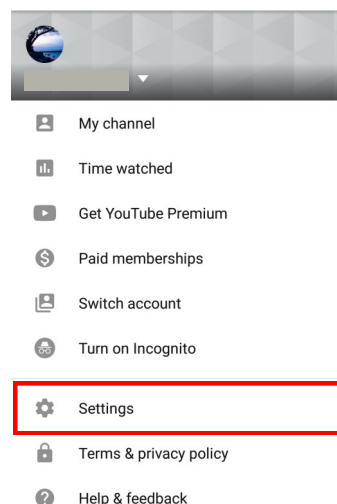 My channel
Time watched
Get YouTube Premium
Paid memberships
Switch account
Turn on Incognito
Settings
Terms & privacy policy
Help & feedback